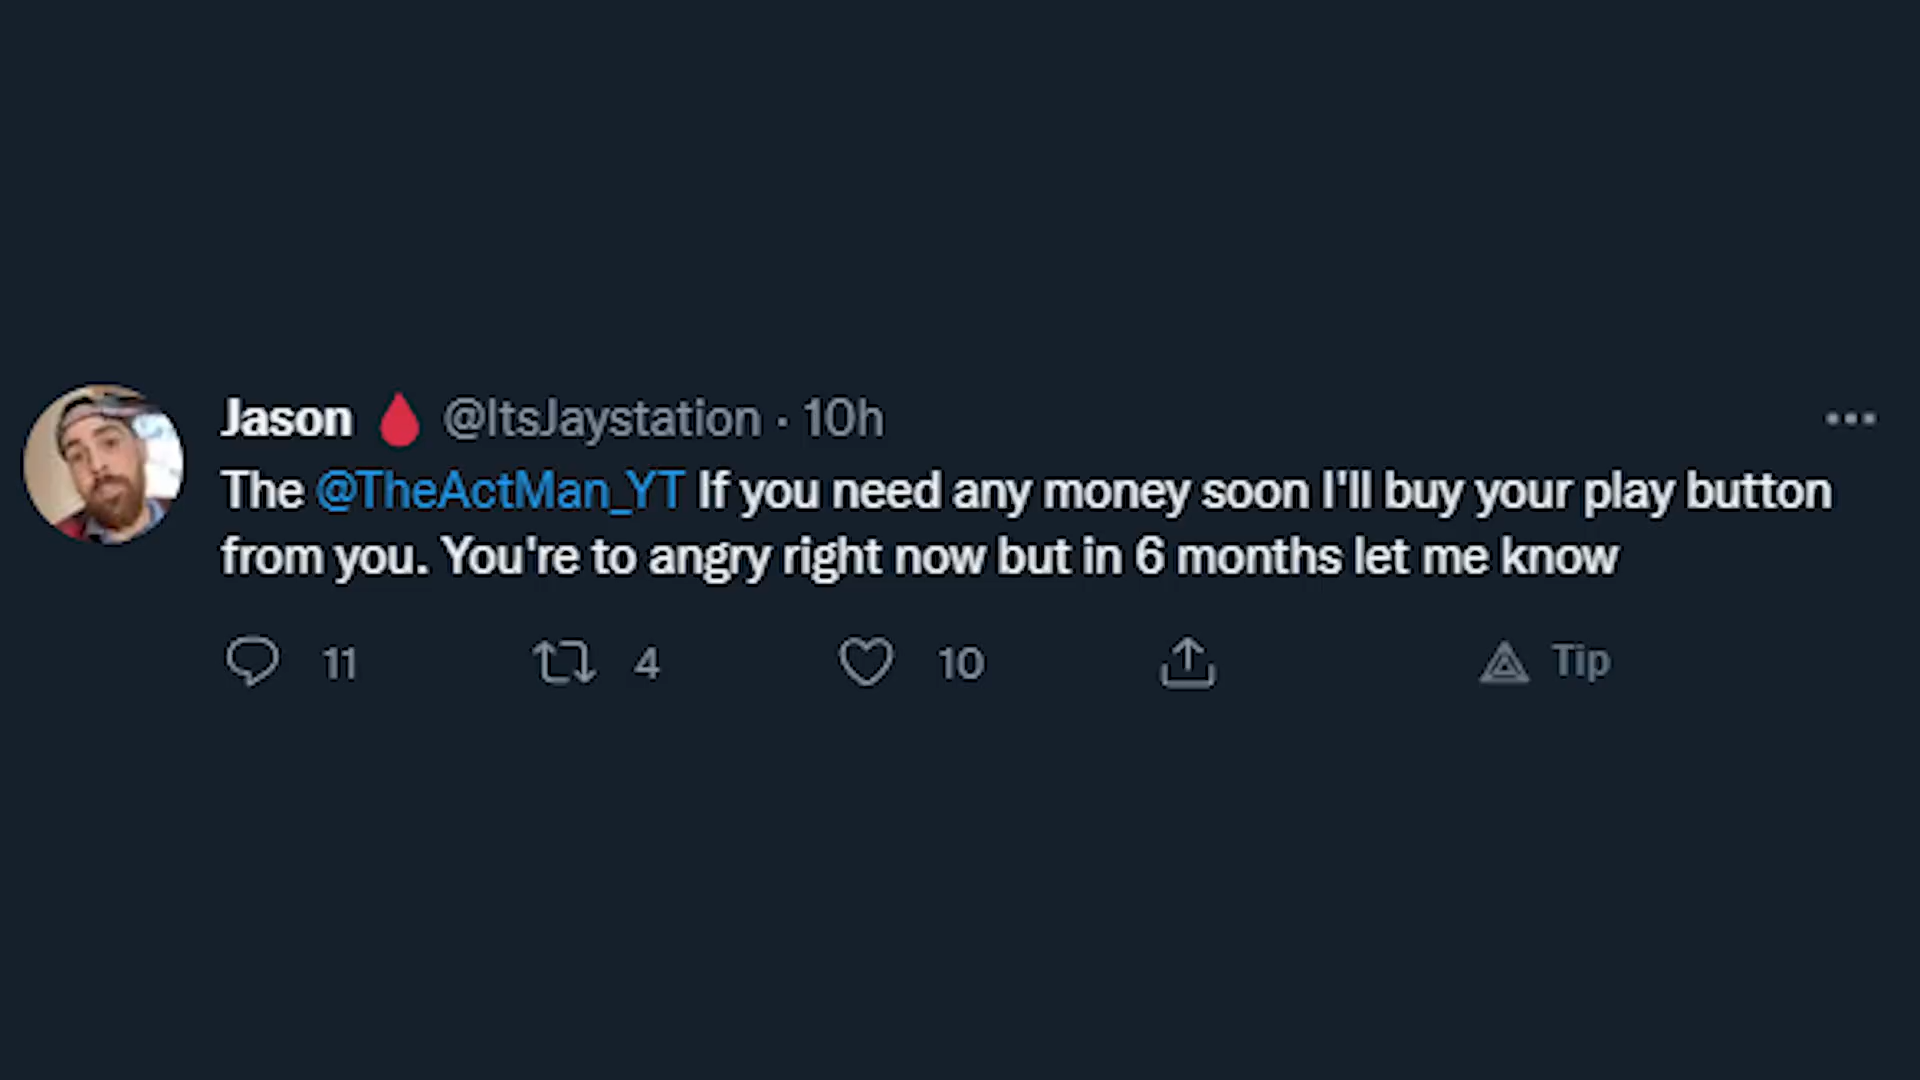 Jason 🩸 @ItsJaystation · 10h
The @TheActMan_YT If you need any money soon I'll buy your play button
from you. You're to angry right now but in 6 months let me know
11 4 10 Tip